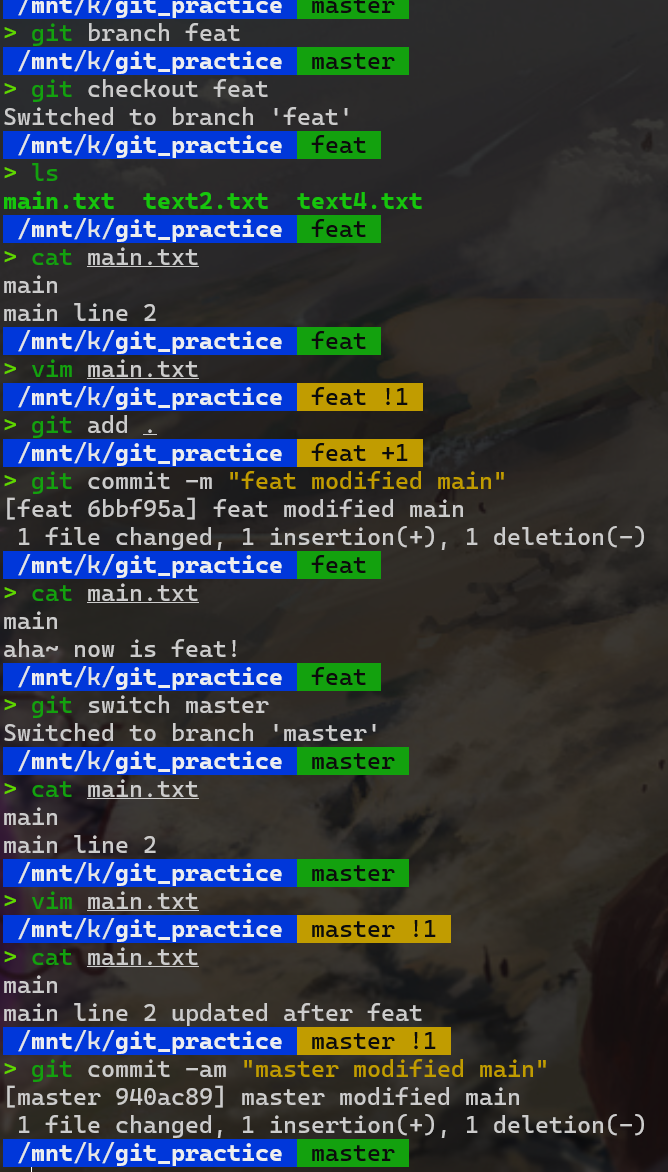 /mnt/k/git_practice master
> git branch feat
/mnt/k/git_practice master
> git checkout feat
Switched to branch 'feat'
/mnt/k/git_practice feat
> ls
main.txt  text2.txt  text4.txt
/mnt/k/git_practice feat
> cat main.txt
main
main line 2
/mnt/k/git_practice feat
> vim main.txt
/mnt/k/git_practice feat !1
> git add .
/mnt/k/git_practice feat +1
> git commit -m "feat modified main"
[feat 6bbf95a] feat modified main
 1 file changed, 1 insertion(+), 1 deletion(-)
/mnt/k/git_practice feat
> cat main.txt
main
aha~ now is feat!
/mnt/k/git_practice feat
> git switch master
Switched to branch 'master'
/mnt/k/git_practice master
> cat main.txt
main
main line 2
/mnt/k/git_practice master
> vim main.txt
/mnt/k/git_practice master !1
> cat main.txt
main
main line 2 updated after feat
/mnt/k/git_practice master !1
> git commit -am "master modified main"
[master 940ac89] master modified main
 1 file changed, 1 insertion(+), 1 deletion(-)
/mnt/k/git_practice master